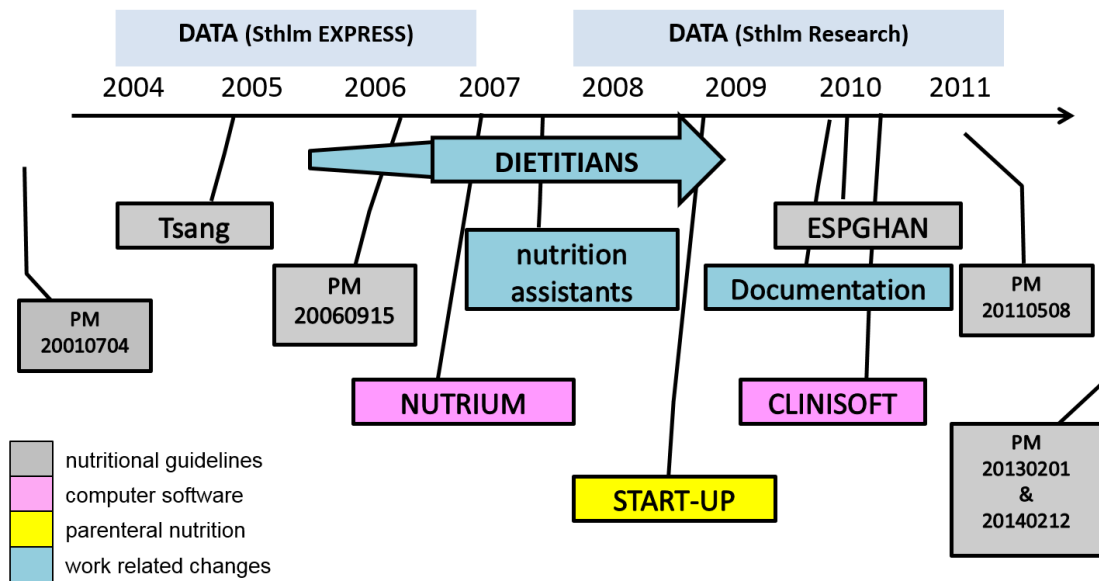 DATA (Sthlm EXPRESS)
DATA (Sthlm Research)
2004 2005 2006 2007 2008 2009 2010 2011
DIETITIANS
Tsang
ESPGHAN
nutrition
assistants
PM
20060915
Documentation
PM
20110508
PM
20010704
NUTRIUM
CLINISOFT
PM
20130201
&
20140212
START-UP
nutritional guidelines
computer software
parenteral nutrition
work related changes